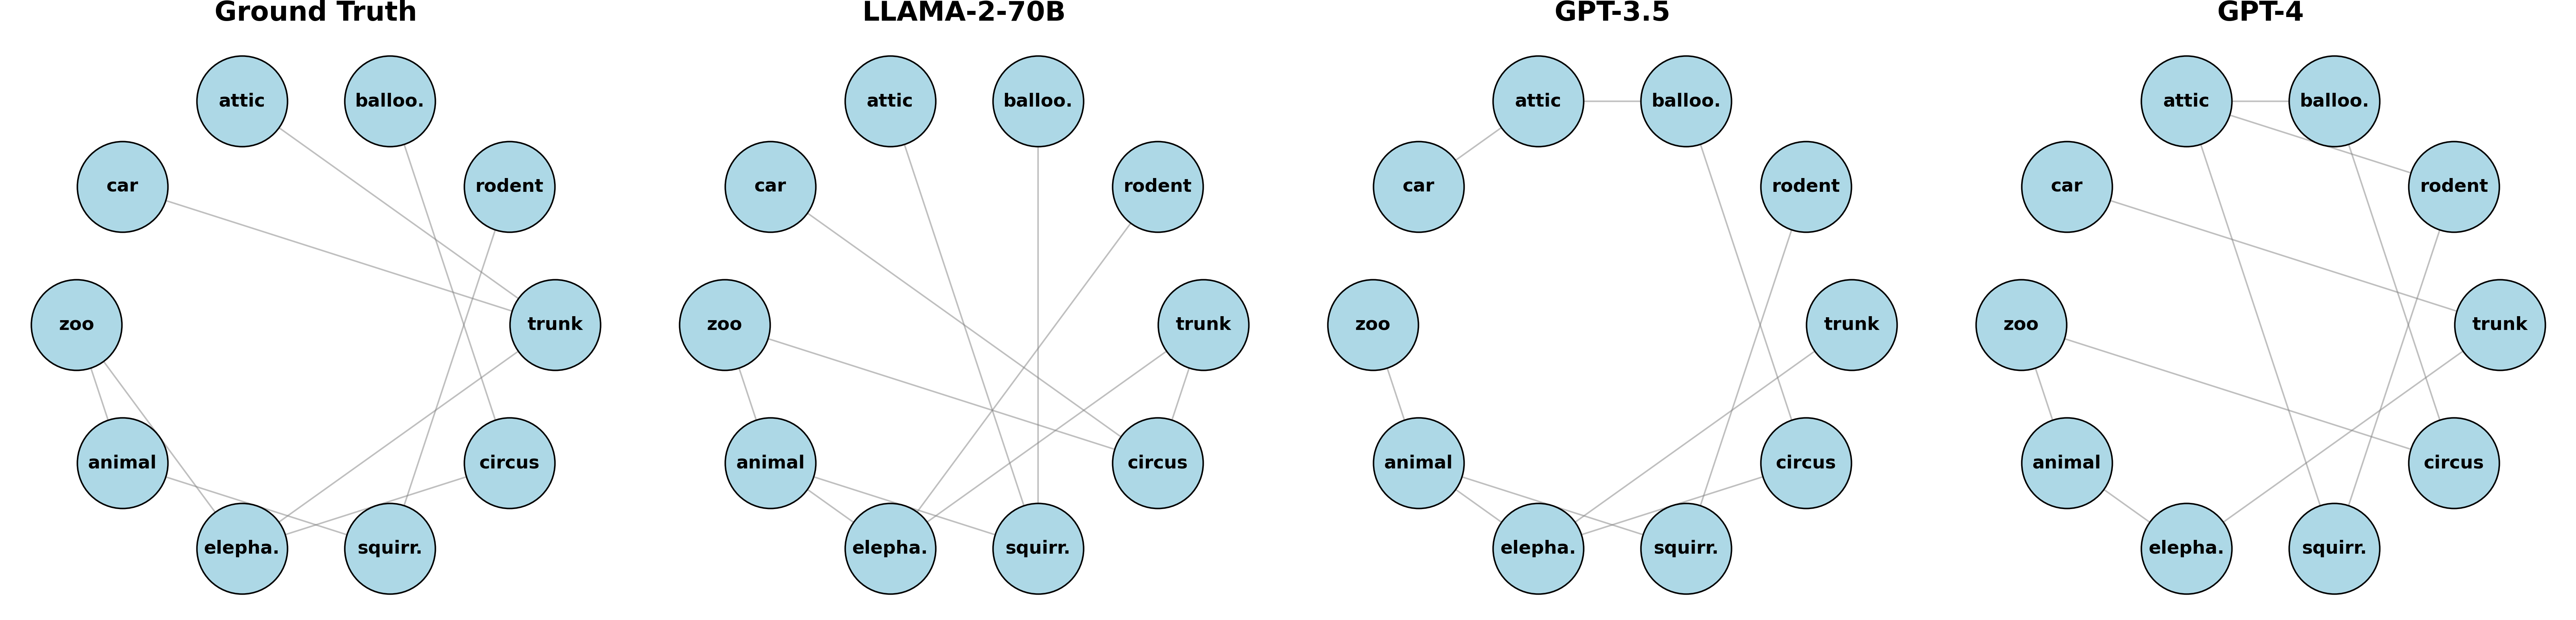 Ground Truth
attic
balloo.
car
rodent
zoo
trunk
animal
circus
elepha.
squirr.
LLAMA-2-70B
attic
balloo.
car
rodent
zoo
trunk
animal
circus
elepha.
squirr.
GPT-3.5
attic
balloo.
car
rodent
zoo
trunk
animal
circus
elepha.
squirr.
GPT-4
attic
balloo.
car
rodent
zoo
trunk
animal
circus
elepha.
squirr.